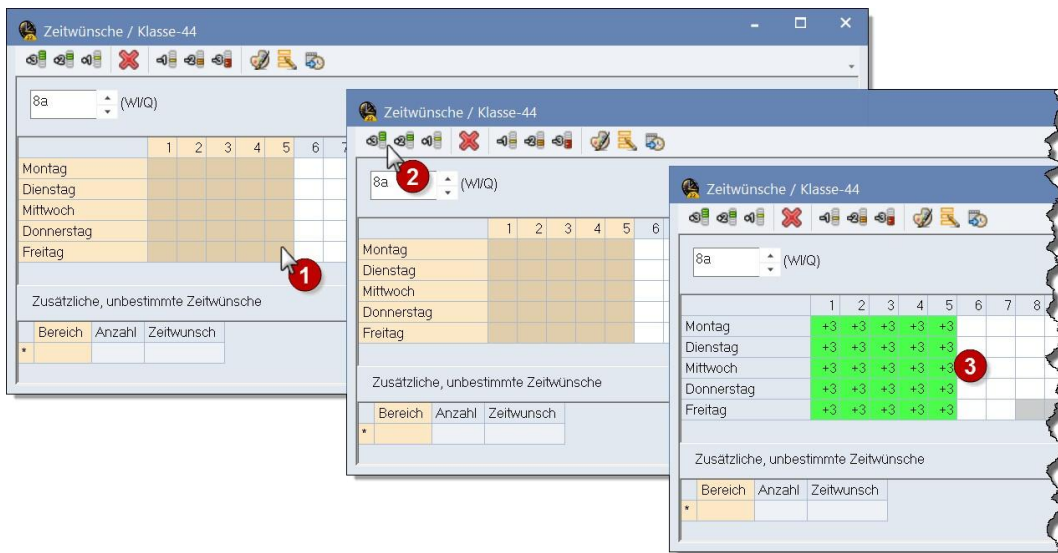 Zeitwünsche / Klasse-44
8a (WI/Q)
1 2 3 4 5 6 7
Montag
Dienstag
Mittwoch
Donnerstag
Freitag
1
Zusätzliche, unbestimmte Zeitwünsche
Bereich Anzahl Zeitwunsch
*
Zeitwünsche / Klasse-44
2
8a (WI/Q)
1 2 3 4 5 6
Montag
Dienstag
Mittwoch
Donnerstag
Freitag
Zusätzliche, unbestimmte Zeitwünsche
Bereich Anzahl Zeitwunsch
*
Zeitwünsche / Klasse-44
8a (WI/Q)
1 2 3 4 5 6 7 8
Montag +3 +3 +3 +3 +3
Dienstag +3 +3 +3 +3 +3
Mittwoch +3 +3 +3 +3 +3 3
Donnerstag +3 +3 +3 +3 +3
Freitag +3 +3 +3 +3 +3
Zusätzliche, unbestimmte Zeitwünsche
Bereich Anzahl Zeitwunsch
*